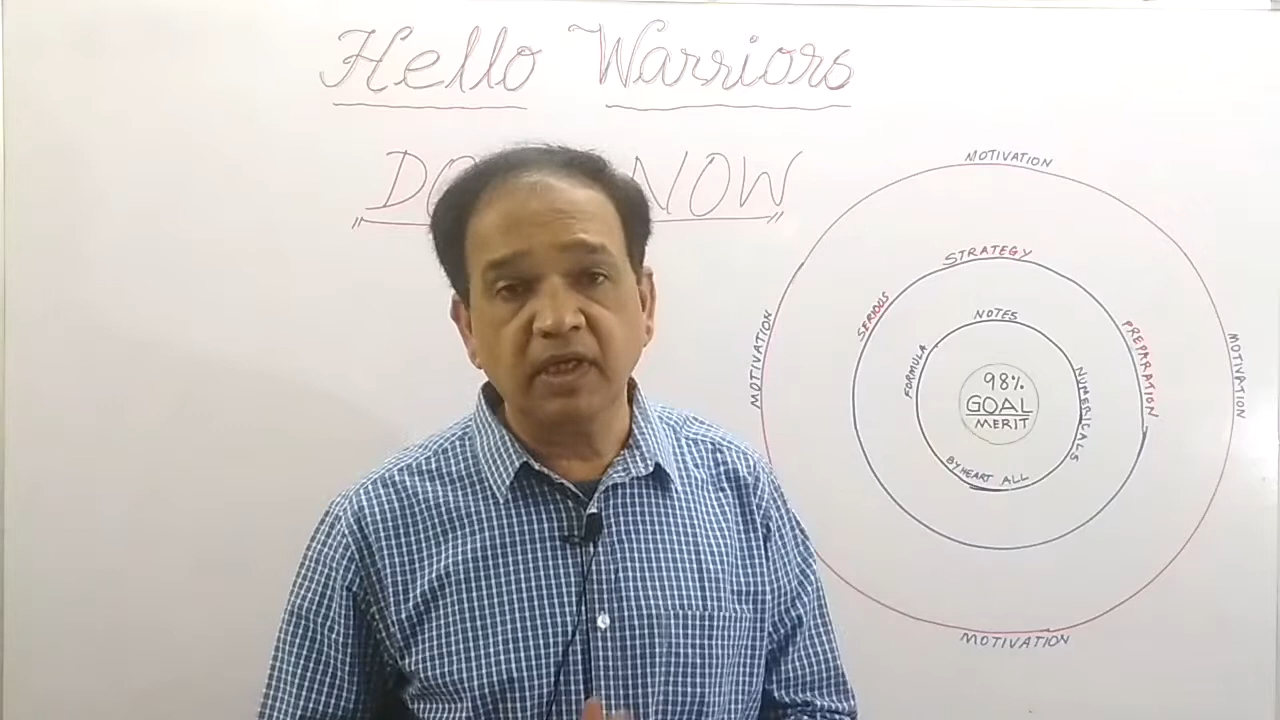 Hello Warriors
DO NOW
MOTIVATION
STRATEGY
SERIOUS
PREPARATION
NOTES
FORMULA
NUMERICALS
BY HEART ALL
98%
GOAL
MERIT
MOTIVATION
MOTIVATION
MOTIVATION